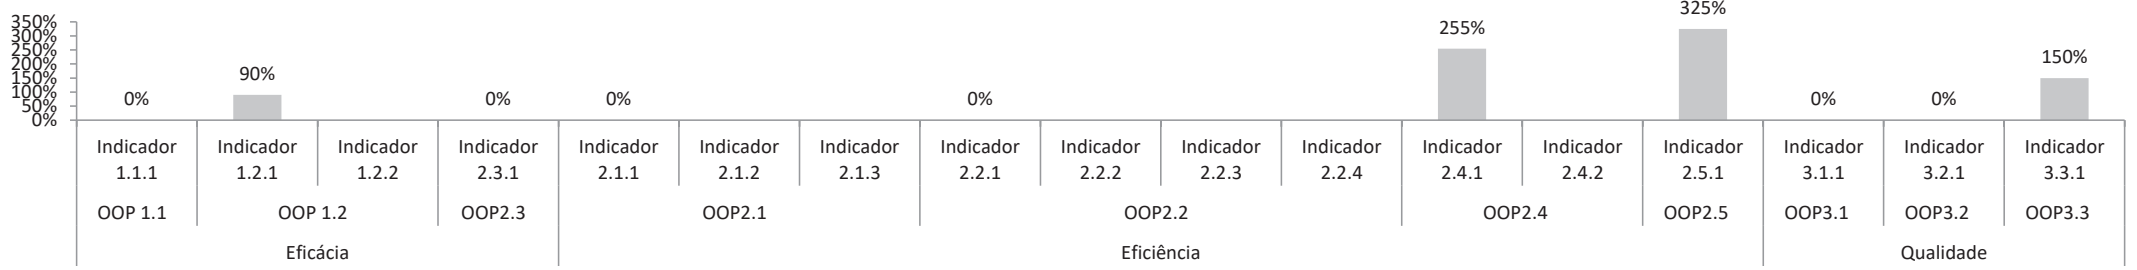 350%
300%
250%
200%
150%
100%
50%
0%
0%
90%
0%
0%
0%
255%
325%
0%
0%
150%
Indicador 1.1.1
Indicador 1.2.1
Indicador 1.2.2
Indicador 2.3.1
Indicador 2.1.1
Indicador 2.1.2
Indicador 2.1.3
Indicador 2.2.1
Indicador 2.2.2
Indicador 2.2.3
Indicador 2.2.4
Indicador 2.4.1
Indicador 2.4.2
Indicador 2.5.1
Indicador 3.1.1
Indicador 3.2.1
Indicador 3.3.1
OOP 1.1
OOP 1.2
OOP2.3
OOP2.1
OOP2.2
OOP2.4
OOP2.5
OOP3.1
OOP3.2
OOP3.3
Eficácia
Eficiência
Qualidade